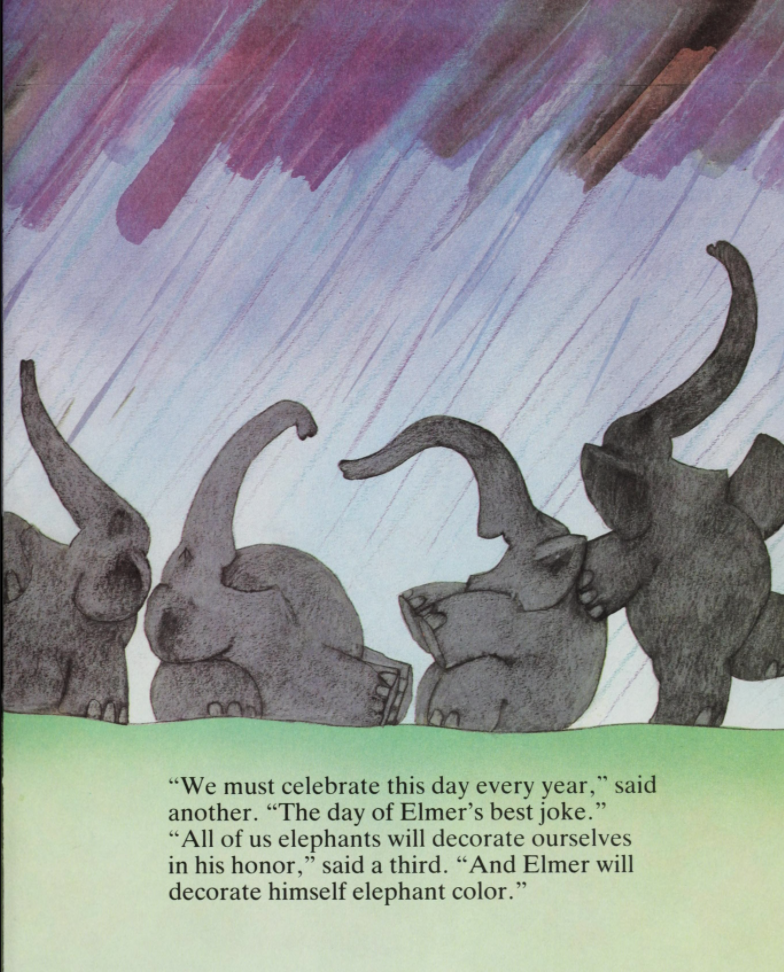 “We must celebrate this day every year,” said
another. “The day of Elmer’s best joke.”
“All of us elephants will decorate ourselves
in his honor,” said a third. “And Elmer will
decorate himself elephant color.”